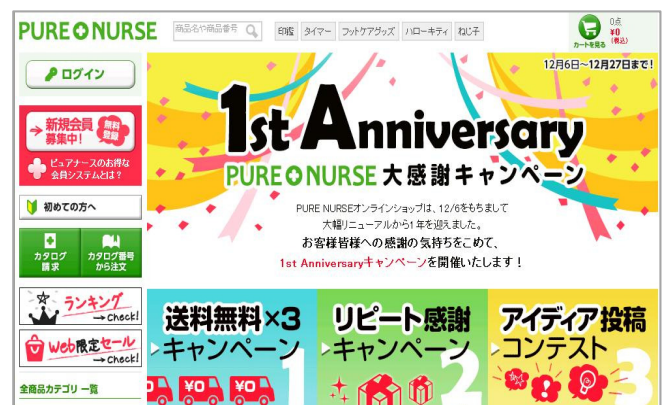 PURE NURSE
商品名や商品番号
印鑑
タイマー
フットケアグッズ
ハローキティ
ねじ子
カートを見る
0点
¥0
(税込)
ログイン
新規会員
募集中!
無料
登録
ピュアナースのお得な
会員システムとは?
初めての方へ
カタログ
請求
カタログ番号
から注文
ランキング
→check!
Web限定セール
→check!
全商品カテゴリ一覧
12月6日~12月27日まで!
1st Anniversary
PURE NURSE 大感謝キャンペーン
PURE NURSEオンラインショップは、12/6をもちまして
大幅リニューアルから1年を迎えました。
お客様皆様への感謝の気持ちをこめて、
1st Anniversaryキャンペーンを開催いたします!
送料無料×3
キャンペーン
1
¥0
¥0
¥0
リピート感謝
キャンペーン
2
アイディア投稿
コンテスト
3